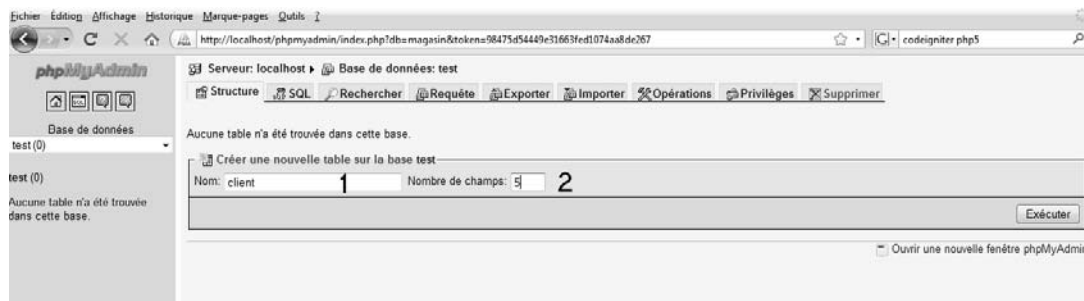 Fichier Édition Affichage Historique Marque-pages Outils ?
http://localhost/phpmyadmin/index.php?db=magasin&token=98475d54449e31663fed1074aa8de267
codeigniter php5
phpMyAdmin
Base de données
test (0)
test (0)
Aucune table n'a été trouvée
dans cette base.
Serveur: localhost ▸ Base de données: test
Structure SQL Rechercher Requête Exporter Importer Opérations Privilèges Supprimer
Aucune table n'a été trouvée dans cette base.
Créer une nouvelle table sur la base test
Nom: client 1 Nombre de champs: 5 2
Exécuter
Ouvrir une nouvelle fenêtre phpMyAdmin